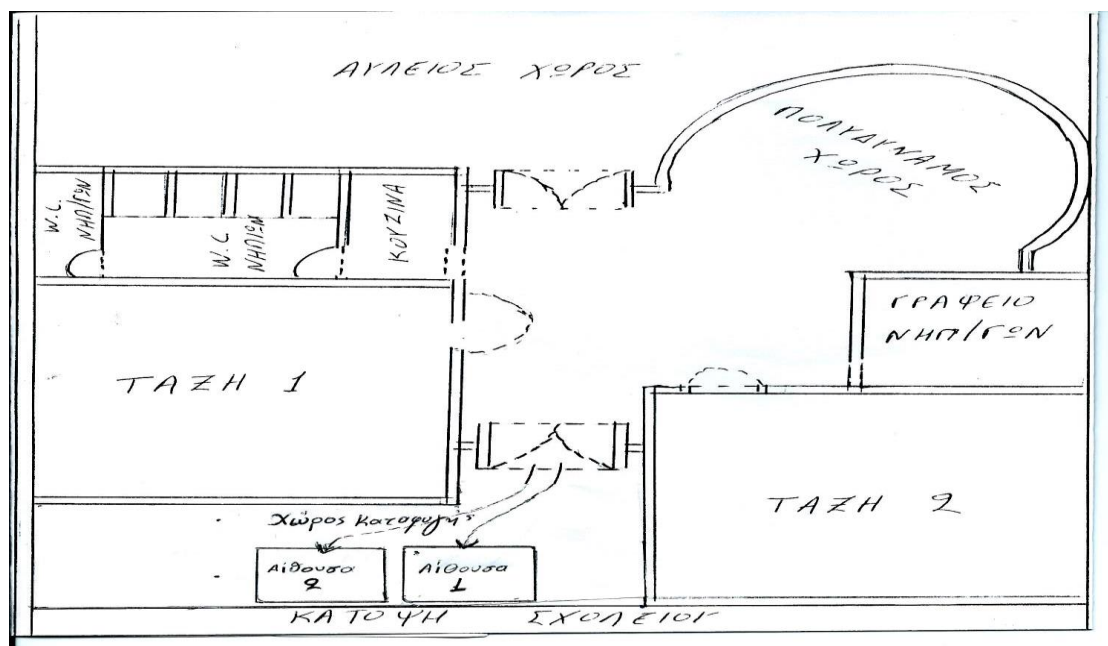 ΑΥΛΕΙΟΣ ΧΩΡΟΣ
ΠΟΛΥΔΥΝΑΜΟΣ
ΧΩΡΟΣ
W.C.
ΝΗΠ/ΓΩΝ
W.C.
ΝΗΠΙΩΝ
ΚΟΥΖΙΝΑ
ΓΡΑΦΕΙΟ
ΝΗΠ/ΓΩΝ
ΤΑΞΗ 1
ΤΑΞΗ 2
Χώρος Καταφυγής
Αίθουσα
2
Αίθουσα
1
ΚΑΤΟΨΗ ΣΧΟΛΕΙΟΥ